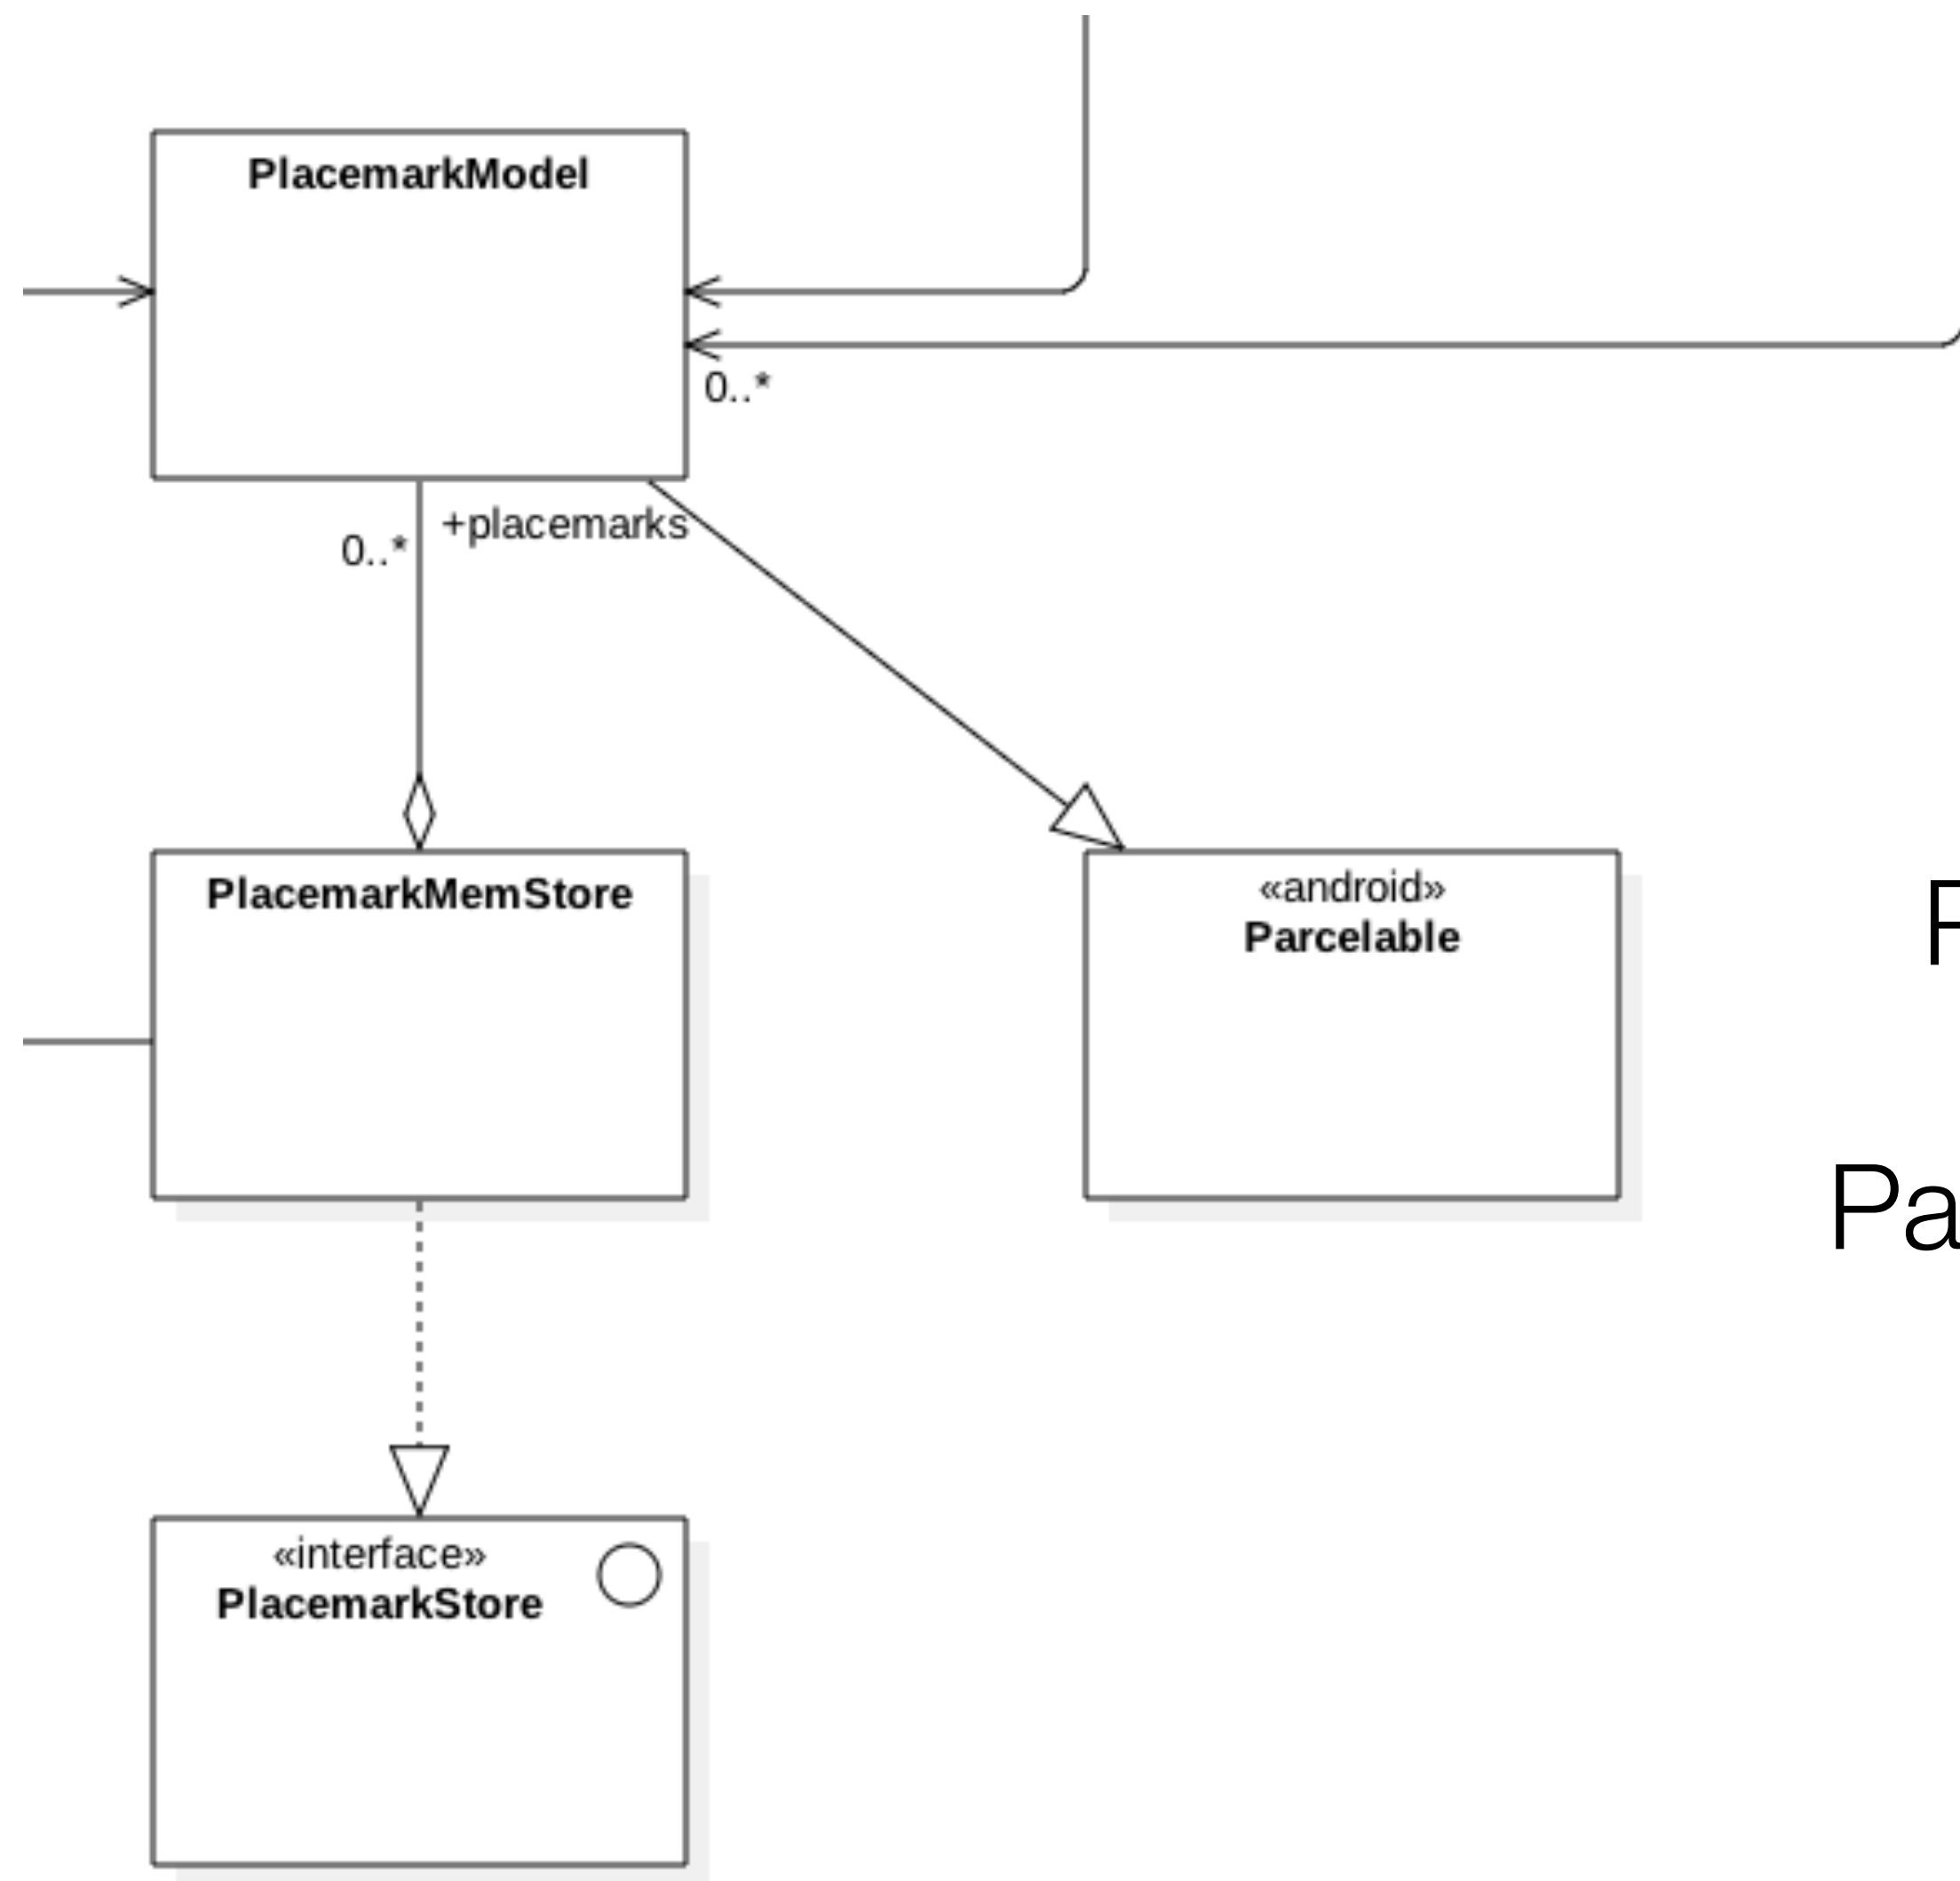 PlacemarkModel
0..*
+placemarks
0..*
PlacemarkMemStore
«android»
Parcelable
«interface»
PlacemarkStore